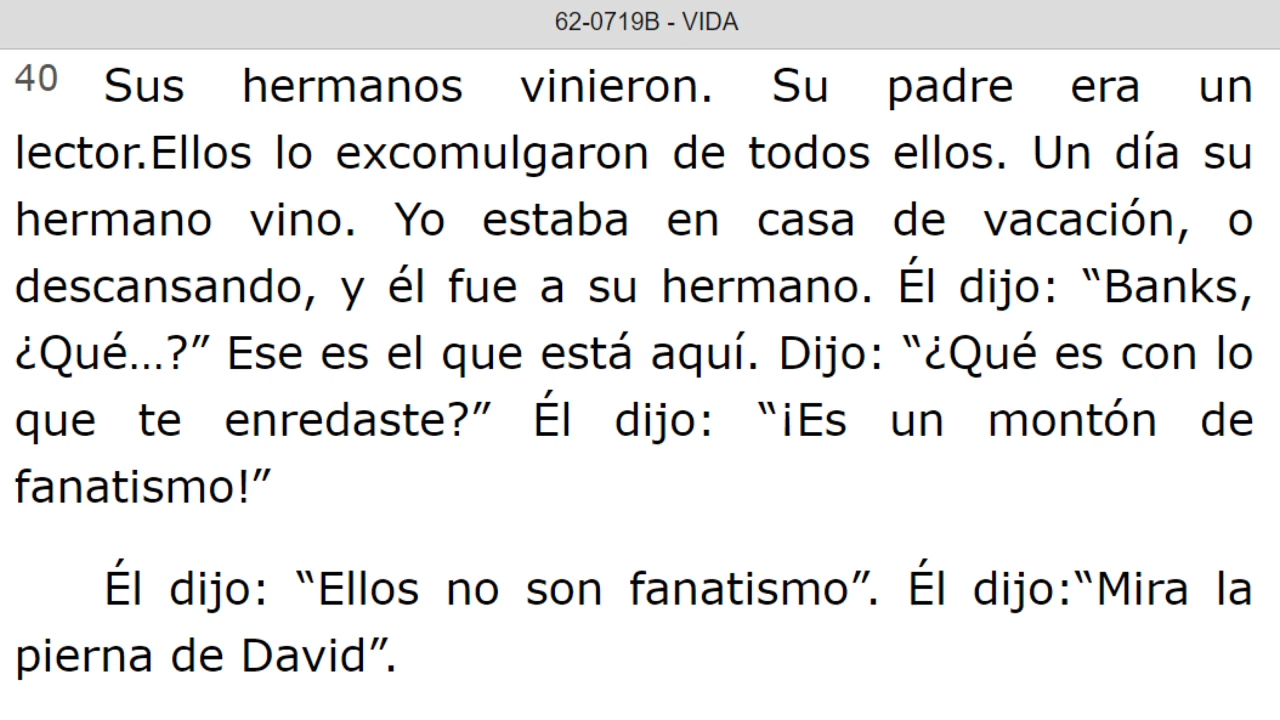 62-0719B - VIDA
40 Sus hermanos vinieron. Su padre era un
lector.Ellos lo excomulgaron de todos ellos. Un día su
hermano vino. Yo estaba en casa de vacación, o
descansando, y él fue a su hermano. Él dijo: “Banks,
¿Qué...?” Ese es el que está aquí. Dijo: “¿Qué es con lo
que te enredaste?” Él dijo: “¡Es un montón de
fanatismo!”
Él dijo: “Ellos no son fanatismo”. Él dijo:“Mira la
pierna de David”.